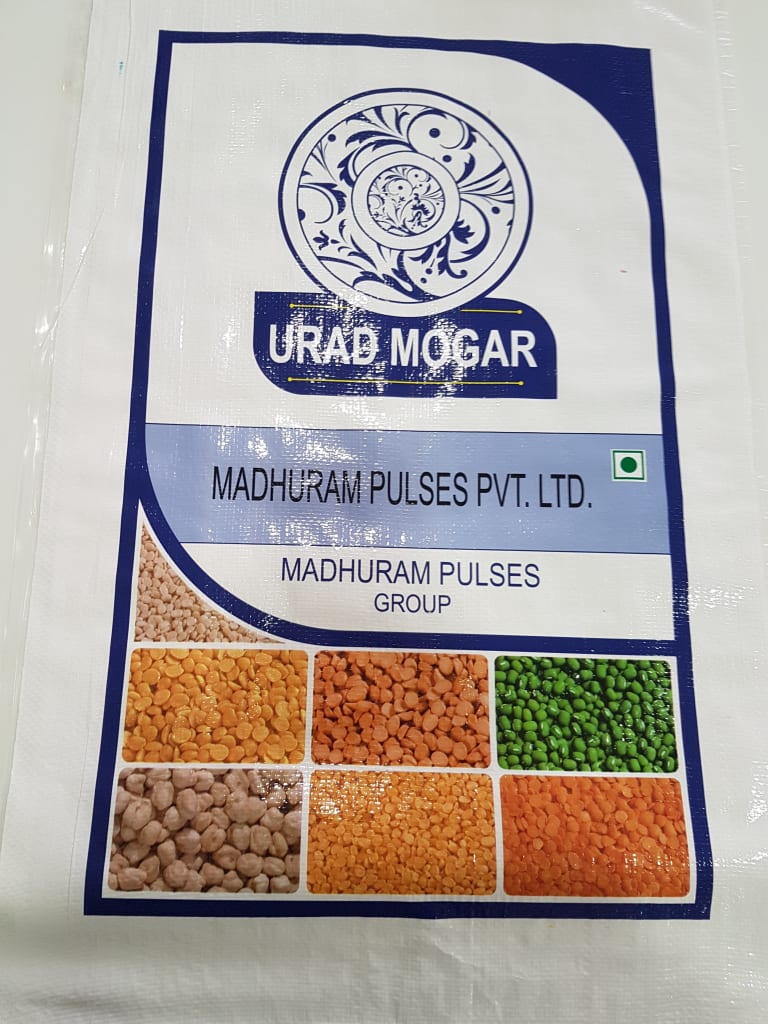 URAD MOGAR
MADHURAM PULSES PVT. LTD.
MADHURAM PULSES
GROUP